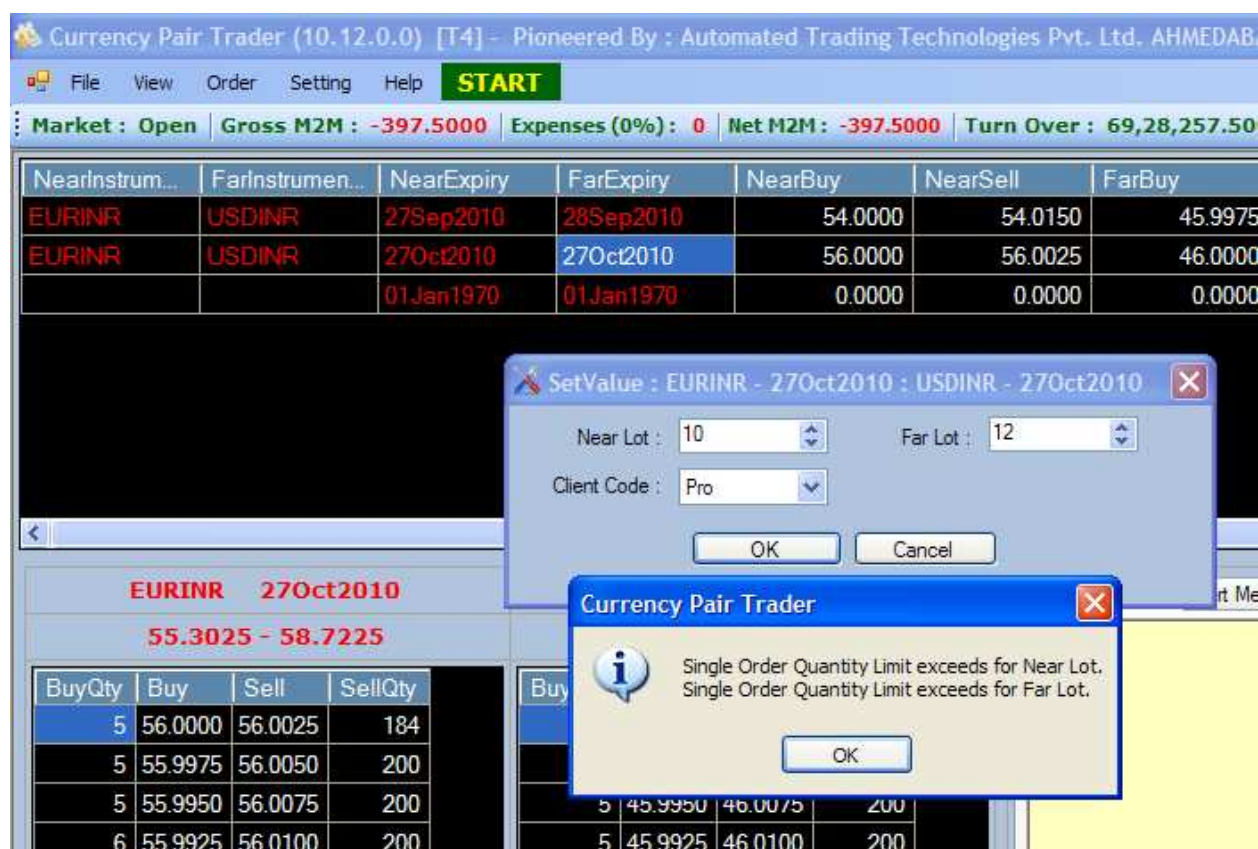 Currency Pair Trader (10.12.0.0) [T4] - Pioneered By : Automated Trading Technologies Pvt. Ltd. AHMEDAB
File View Order Setting Help START
Market : Open Gross M2M : -397.5000 Expenses (0%) : 0 Net M2M : -397.5000 Turn Over : 69,28,257.50
NearInstrum... FarInstrumen... NearExpiry FarExpiry NearBuy NearSell FarBuy
EURINR USDINR 27Sep2010 28Sep2010 54.0000 54.0150 45.9975
EURINR USDINR 27Oct2010 27Oct2010 56.0000 56.0025 46.0000
01Jan1970 01Jan1970 0.0000 0.0000 0.0000
SetValue : EURINR - 27Oct2010 : USDINR - 27Oct2010
Near Lot : 10 Far Lot : 12
Client Code : Pro
OK Cancel
EURINR 27Oct2010
55.3025 - 58.7225
Currency Pair Trader
Single Order Quantity Limit exceeds for Near Lot.
Single Order Quantity Limit exceeds for Far Lot.
OK
rt Me
BuyQty Buy Sell SellQty Buy
5 56.0000 56.0025 184
5 55.9975 56.0050 200
5 55.9950 56.0075 200 5 45.9950 46.0075 200
6 55.9925 56.0100 200 5 45.9925 46.0100 200